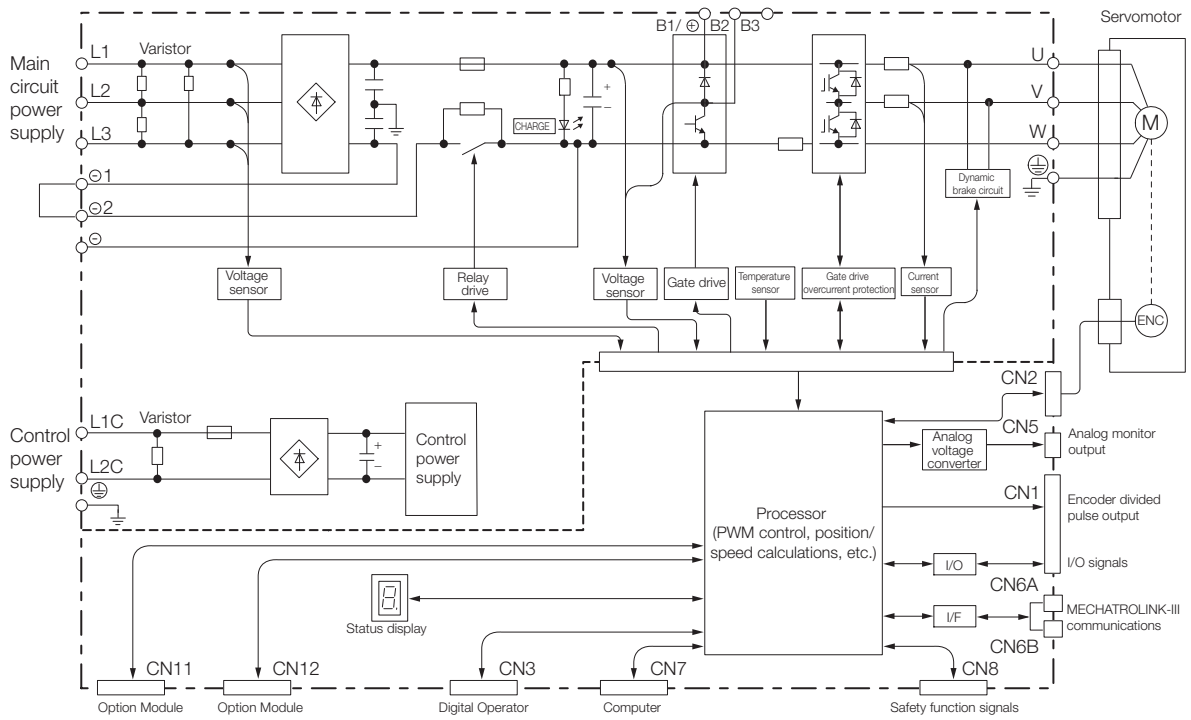 Servomotor
B1/ ⊕ B2 B3
Main
circuit
power
supply
L1
Varistor
L2
L3
⊖1
⊖2
⊖
+
–
CHARGE
U
V
W
M
Dynamic
brake circuit
Voltage
sensor
Relay
drive
Voltage
sensor
Gate drive
Temperature
sensor
Gate drive
overcurrent protection
Current
sensor
ENC
Control
power
supply
L1C
Varistor
L2C
+
–
Control
power
supply
Processor
(PWM control, position/
speed calculations, etc.)
CN2
CN5
Analog
voltage
converter
Analog monitor
output
CN1
Encoder divided
pulse output
I/O
I/O signals
CN6A
I/F
MECHATROLINK-III
communications
CN6B
8.
Status display
CN11
CN12
CN3
CN7
CN8
Option Module
Option Module
Digital Operator
Computer
Safety function signals